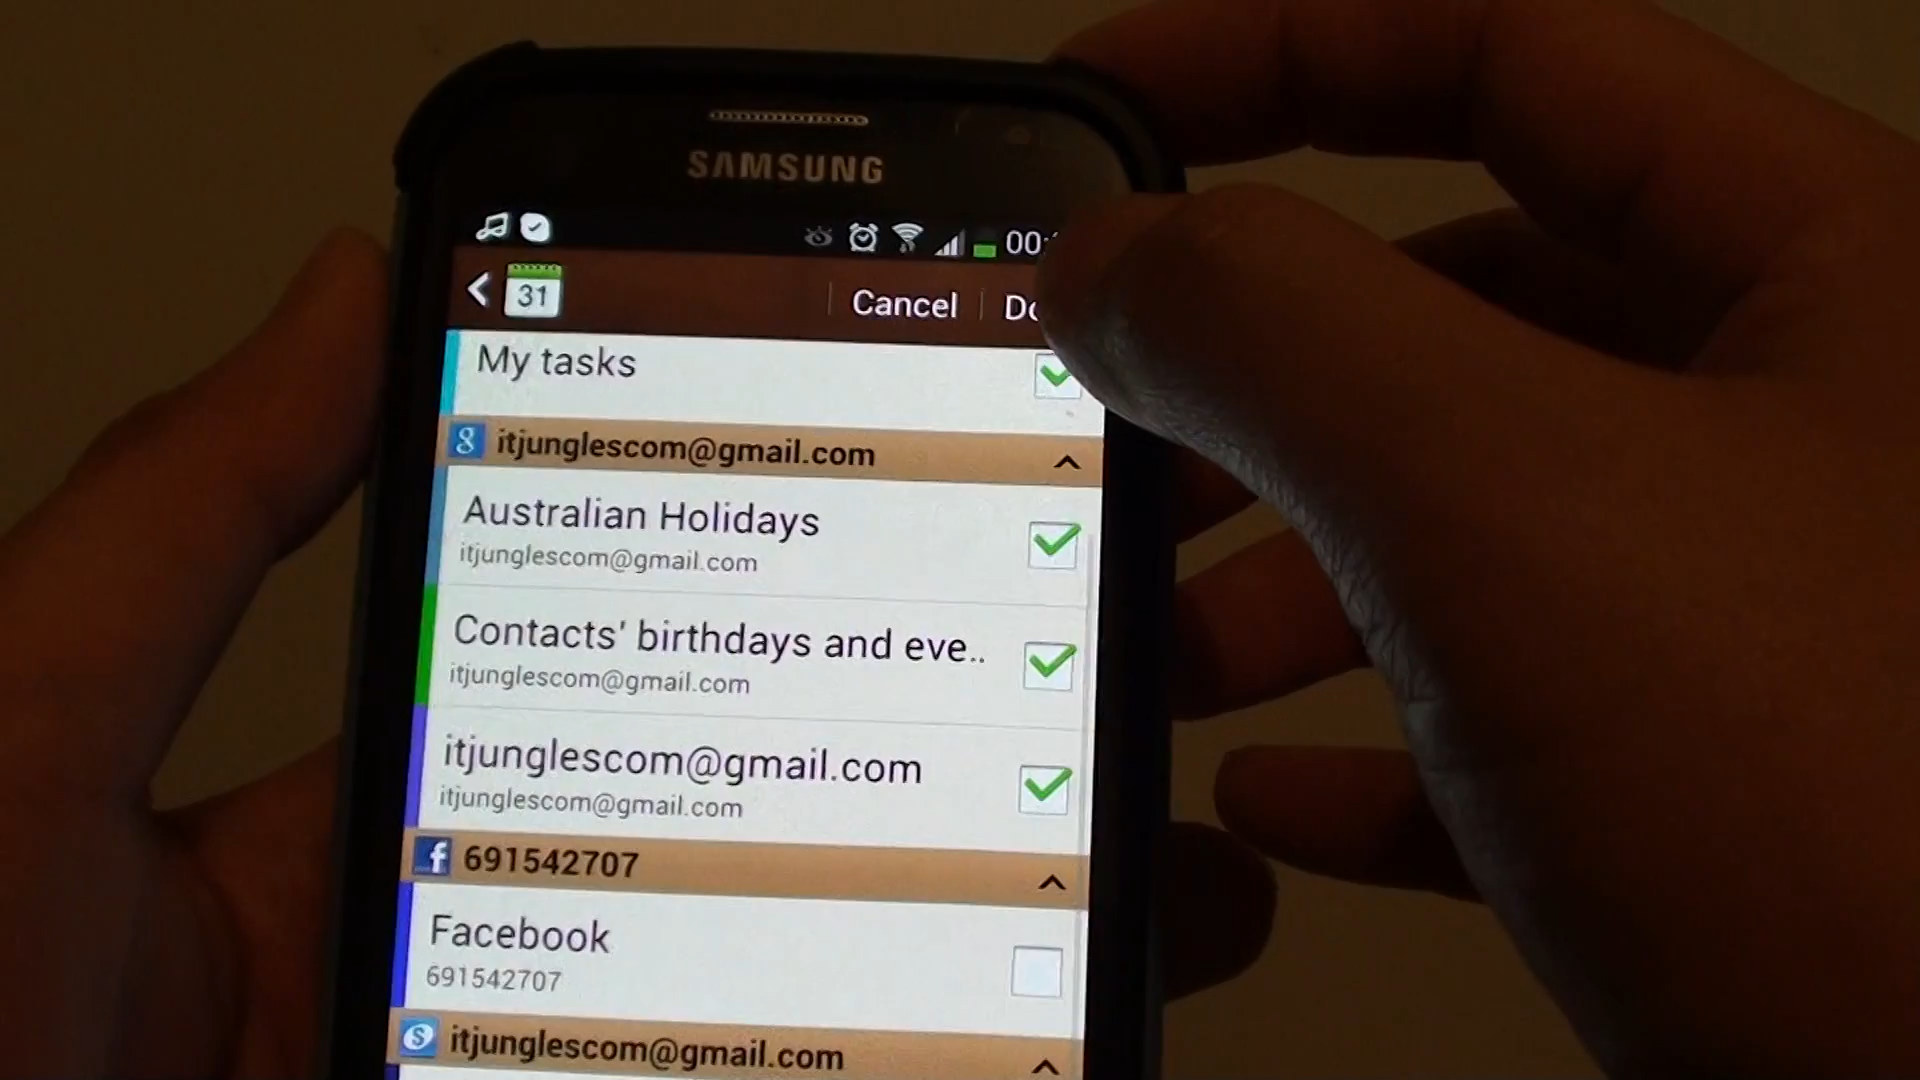 SAMSUNG
00:
31
Cancel
Do
My tasks
itjunglescom@gmail.com
Australian Holidays
itjunglescom@gmail.com
Contacts' birthdays and eve..
itjunglescom@gmail.com
itjunglescom@gmail.com
itjunglescom@gmail.com
691542707
Facebook
691542707
itjunglescom@gmail.com